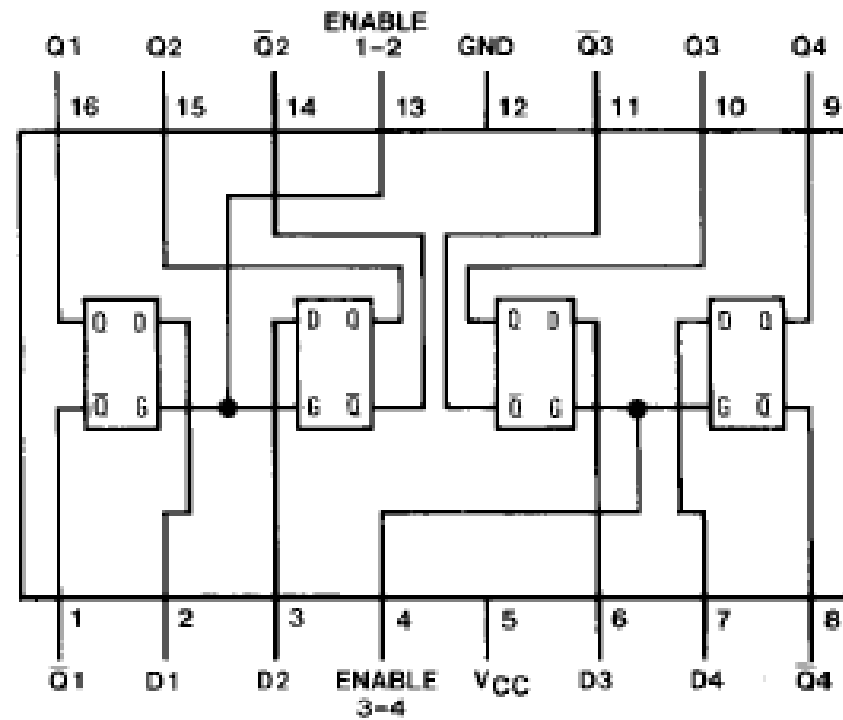 ENABLE
Q1 Q2 Q̅2 1-2 GND Q̅3 Q3 Q4
16 15 14 13 12 11 10 9
Q D D Q Q D D Q
Q̅ G G Q̅ Q̅ G G Q̅
1 2 3 4 5 6 7 8
Q̅1 D1 D2 ENABLE VCC D3 D4 Q̅4
3-4